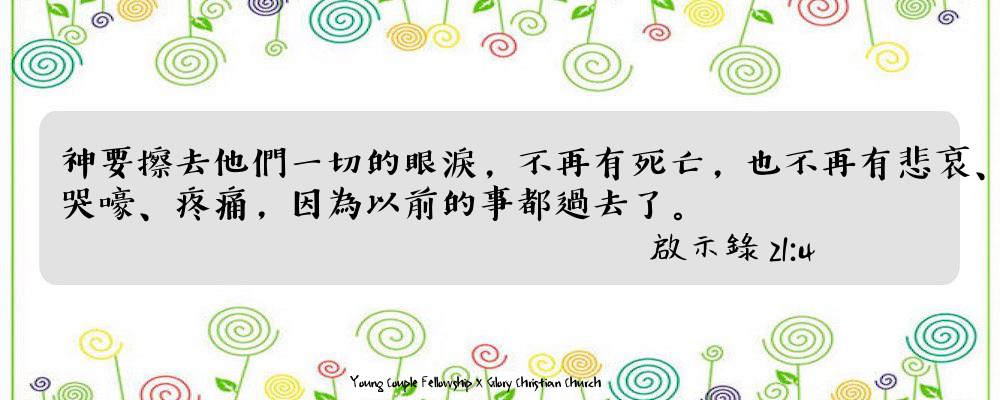 神要擦去他們一切的眼淚，不再有死亡，也不再有悲哀、
哭嚎、疼痛，因為以前的事都過去了。
啟示錄 21:4
Young Couple Fellowship X Glory Christian Church